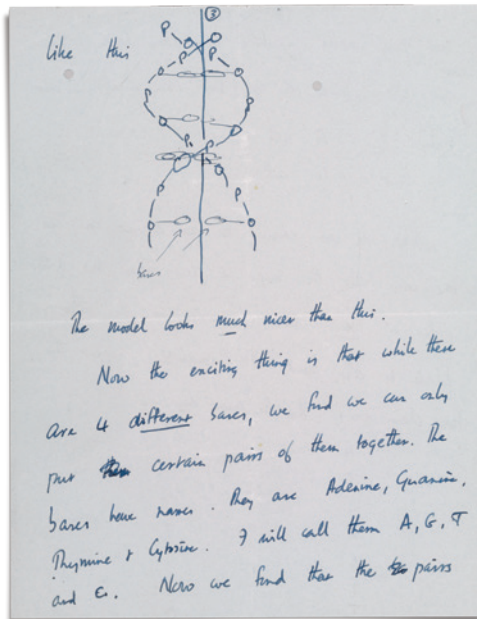 ③
like this
P
P
P
P
P
P
P
P
P
bases
The model looks much nicer than this.
Now the exciting thing is that while there
are 4 different bases, we find we can only
put certain pairs of them together. The
bases have names. They are Adenine, Guanine,
Thymine & Cytosine. I will call them A, G, T
and C. Now we find that the pairs